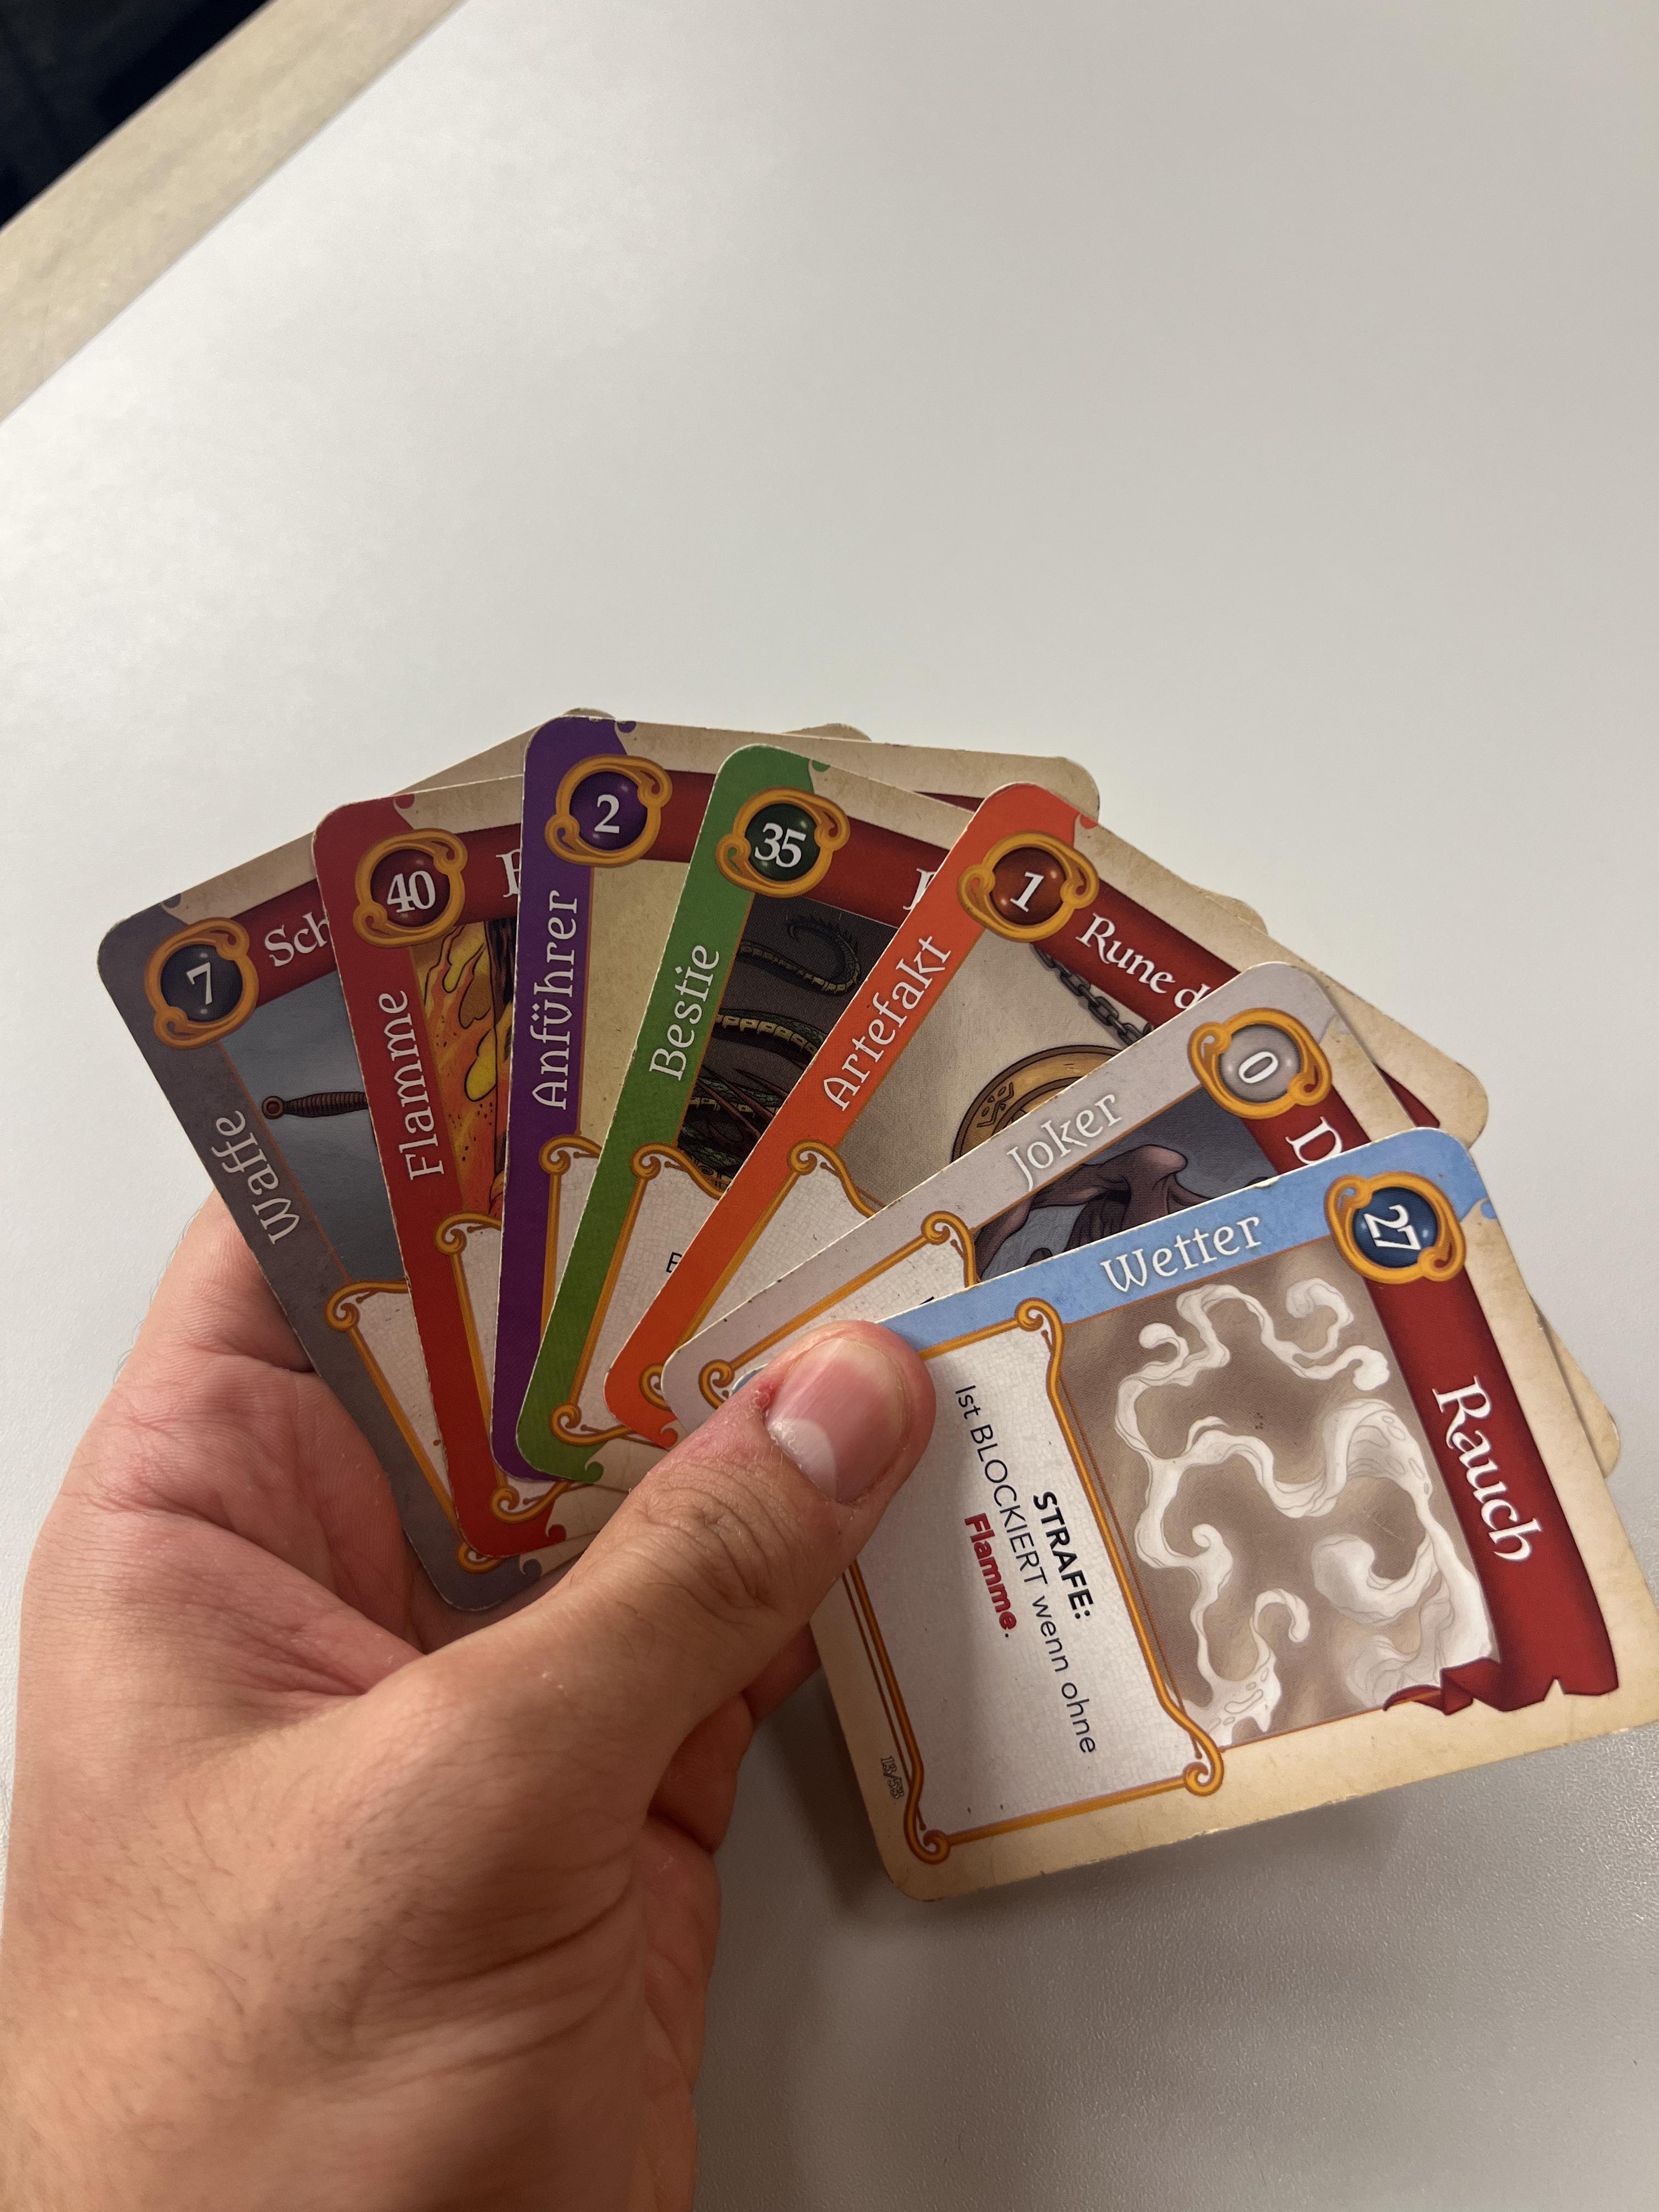 7
Sch
Waffe
40
Flamme
2
Anführer
35
Bestie
1
Rune d
Artefakt
0
D
Joker
27
Wetter
Rauch
STRAFE:
Ist BLOCKIERT wenn ohne
Flamme.